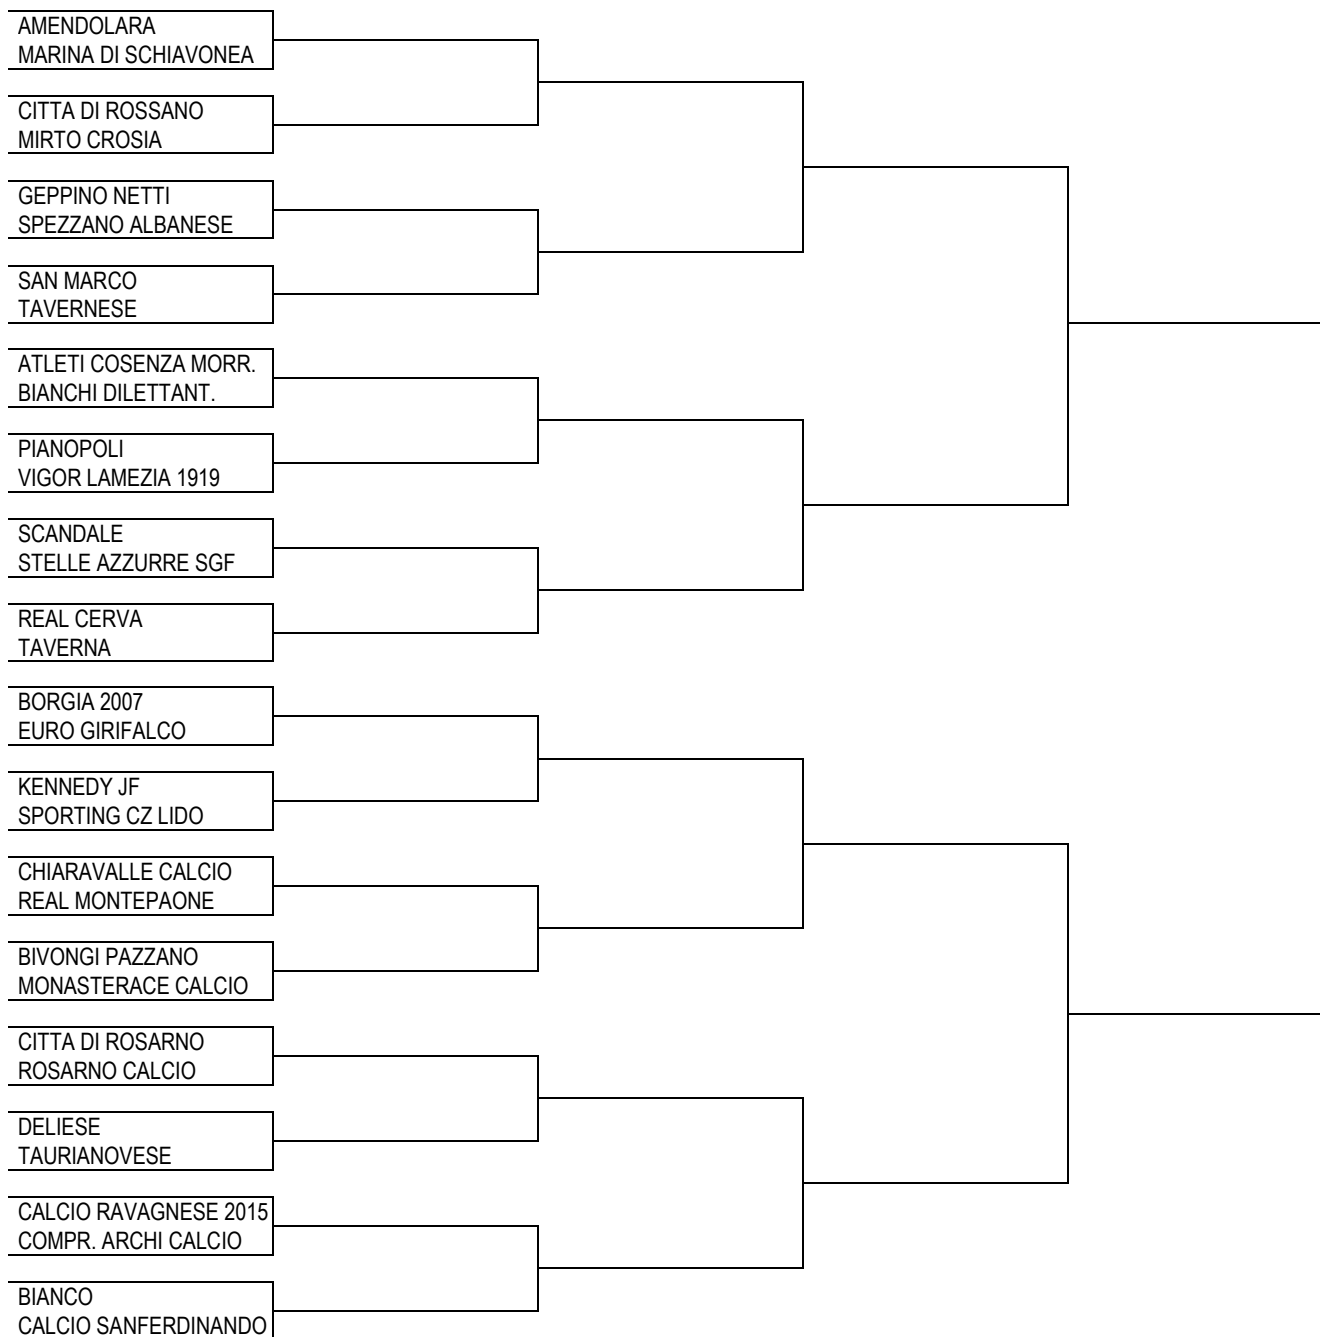 AMENDOLARA
MARINA DI SCHIAVONEA
CITTA DI ROSSANO
MIRTO CROSIA
GEPPINO NETTI
SPEZZANO ALBANESE
SAN MARCO
TAVERNESE
ATLETI COSENZA MORR.
BIANCHI DILETTANT.
PIANOPOLI
VIGOR LAMEZIA 1919
SCANDALE
STELLE AZZURRE SGF
REAL CERVA
TAVERNA
BORGIA 2007
EURO GIRIFALCO
KENNEDY JF
SPORTING CZ LIDO
CHIARAVALLE CALCIO
REAL MONTEPAONE
BIVONGI PAZZANO
MONASTERACE CALCIO
CITTA DI ROSARNO
ROSARNO CALCIO
DELIESE
TAURIANOVESE
CALCIO RAVAGNESE 2015
COMPR. ARCHI CALCIO
BIANCO
CALCIO SANFERDINANDO